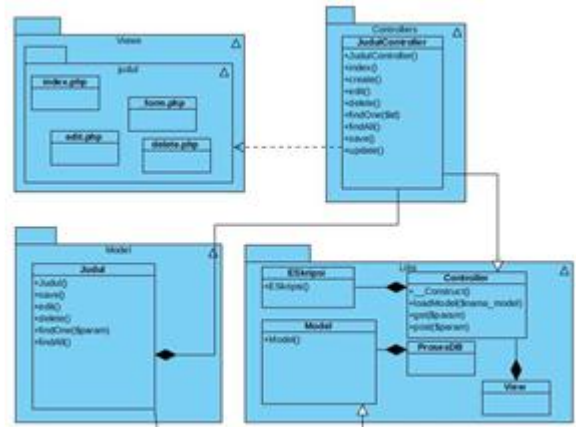 Views
judul
index.php
form.php
edit.php
delete.php
Controllers
JudulController
+JudulController()
+index()
+create()
+edit()
+delete()
+findOne($id)
+findAll()
+save()
+update()
Model
Judul
+Judul()
+save()
+edit()
+delete()
+findOne($param)
+findAll()
Libs
ESkripsi
+ESkripsi()
Controller
+__Construct()
+loadModel($nama_model)
+get($param)
+post($param)
Model
+Model()
ProsesDB
View